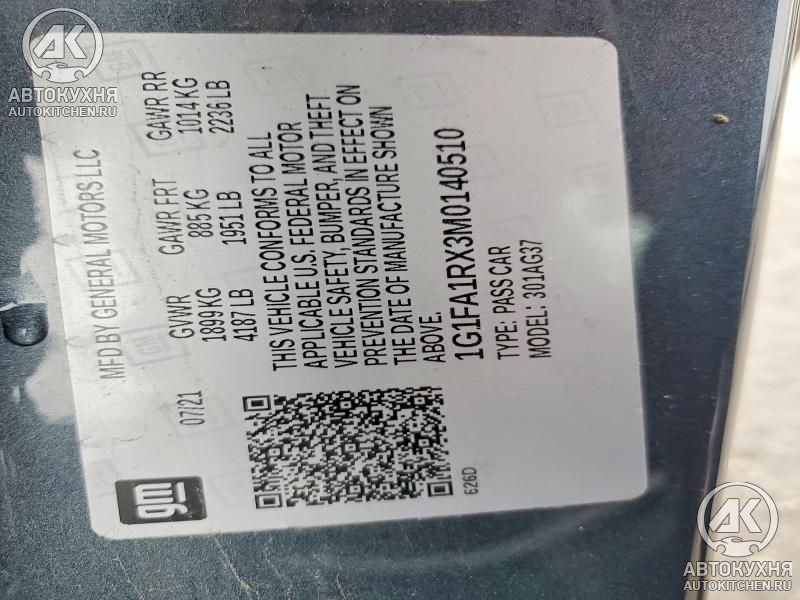 MFD BY GENERAL MOTORS LLC
07/21
GVWR
1899 KG
4187 LB
GAWR FRT
885 KG
1951 LB
GAWR RR
1014 KG
2236 LB
THIS VEHICLE CONFORMS TO ALL
APPLICABLE U.S. FEDERAL MOTOR
VEHICLE SAFETY, BUMPER, AND THEFT
PREVENTION STANDARDS IN EFFECT ON
THE DATE OF MANUFACTURE SHOWN
ABOVE.
1G1FA1RX3M0140510
TYPE: PASS CAR
MODEL: 301AG37
gm
626D
АК
АВТОКУХНЯ
AUTOKITCHEN.RU
АК
АВТОКУХНЯ
AUTOKITCHEN.RU